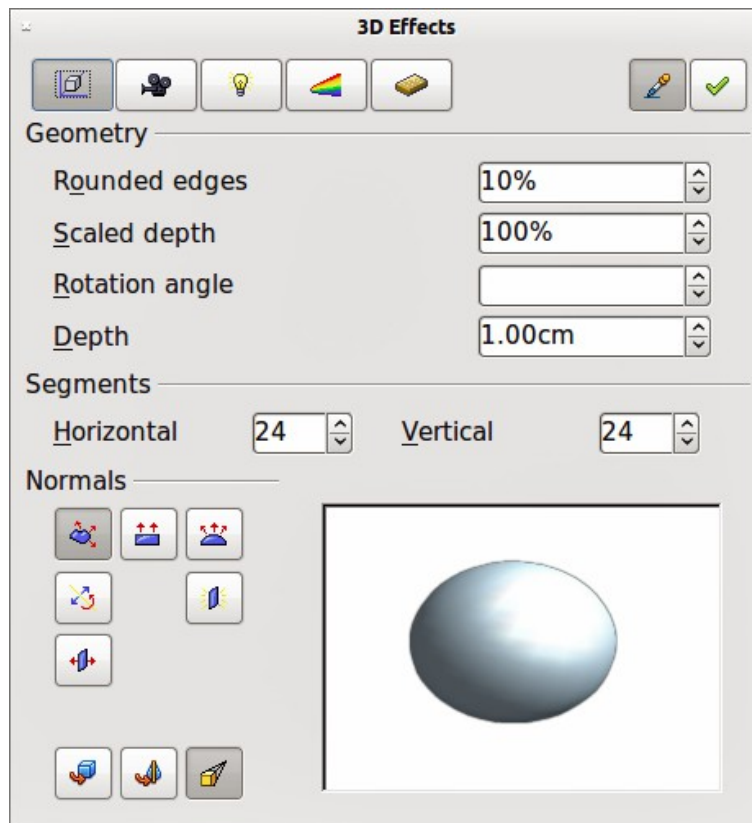 3D Effects
Geometry
Rounded edges 10%
Scaled depth 100%
Rotation angle
Depth 1.00cm
Segments
Horizontal 24 Vertical 24
Normals